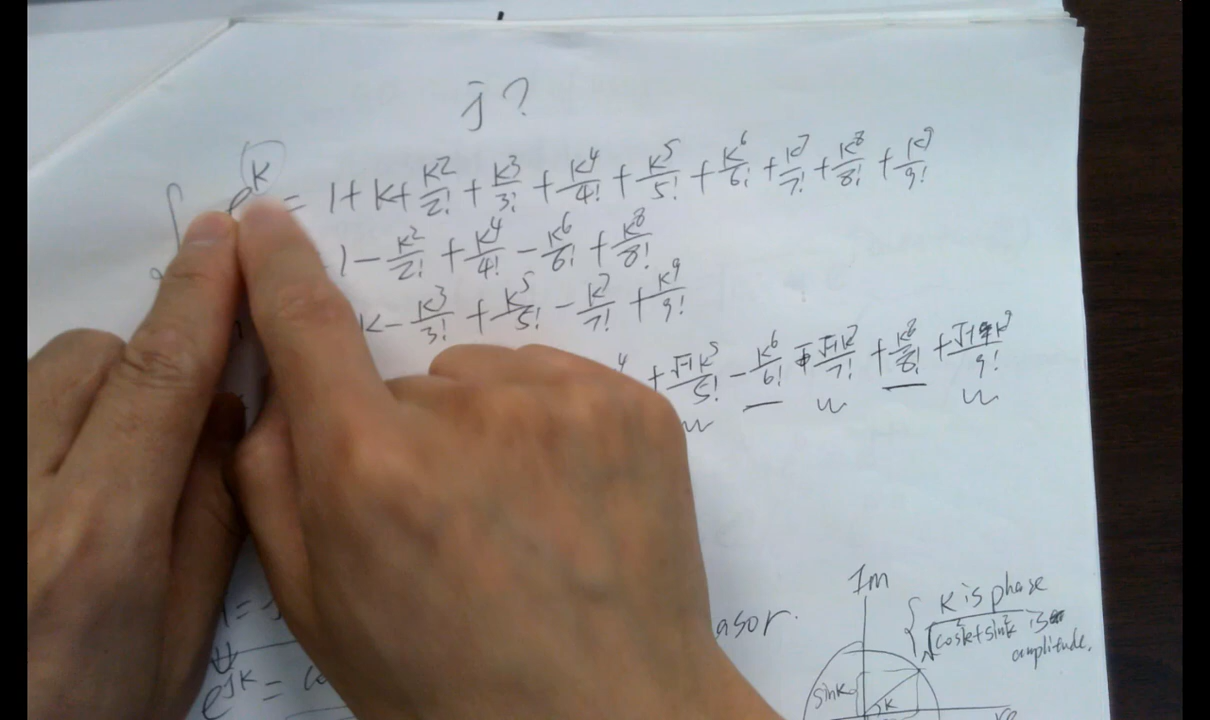 j?
e^k = 1 + k + k²/2! + k³/3! + k⁴/4! + k⁵/5! + k⁶/6! + k⁷/7! + k⁸/8! + k⁹/9!
1 - k²/2! + k⁴/4! - k⁶/6! + k⁸/8!
k - k³/3! + k⁵/5! - k⁷/7! + k⁹/9!
4 + √-1k⁵/5! - k⁶/6! √-1k⁷/7! + k⁸/8! + √-1k⁹/9!
Im
asor.
k is phase
√cos²k+sin²k is
amplitude.
e^jk =
sink
k